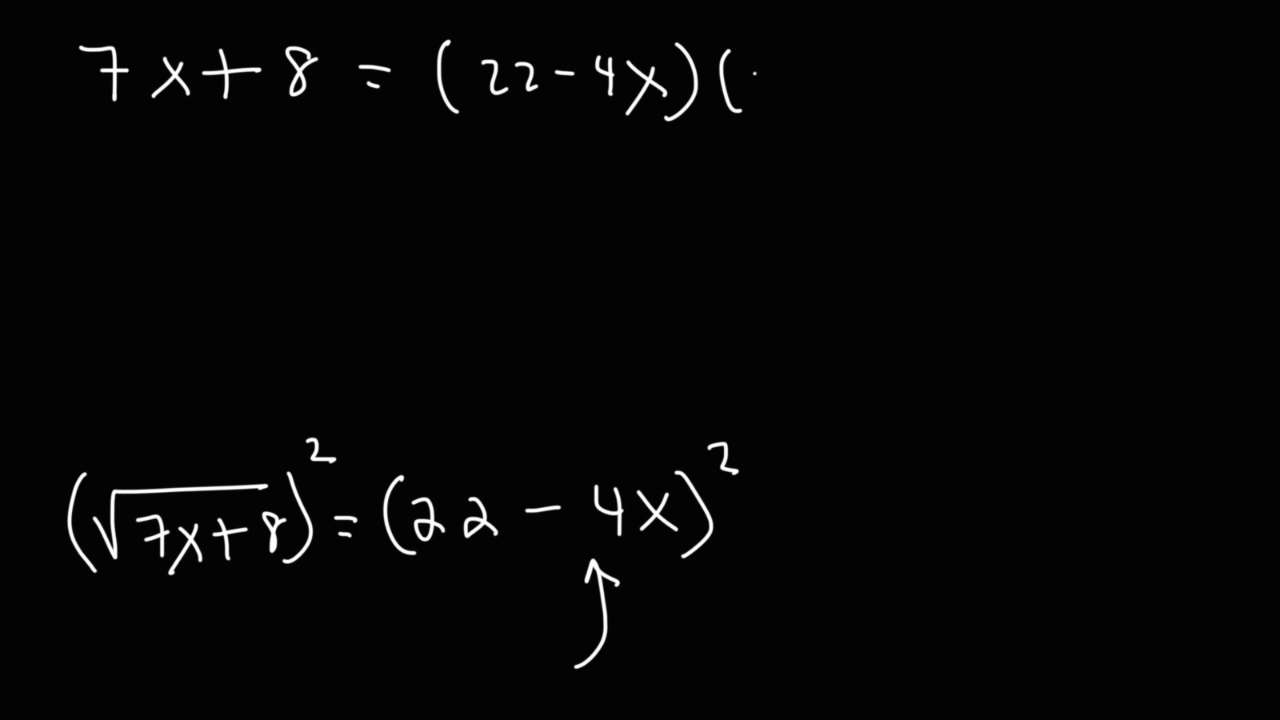 7x + 8 = (22 - 4x)(
(√(7x + 8))² = (22 - 4x)²